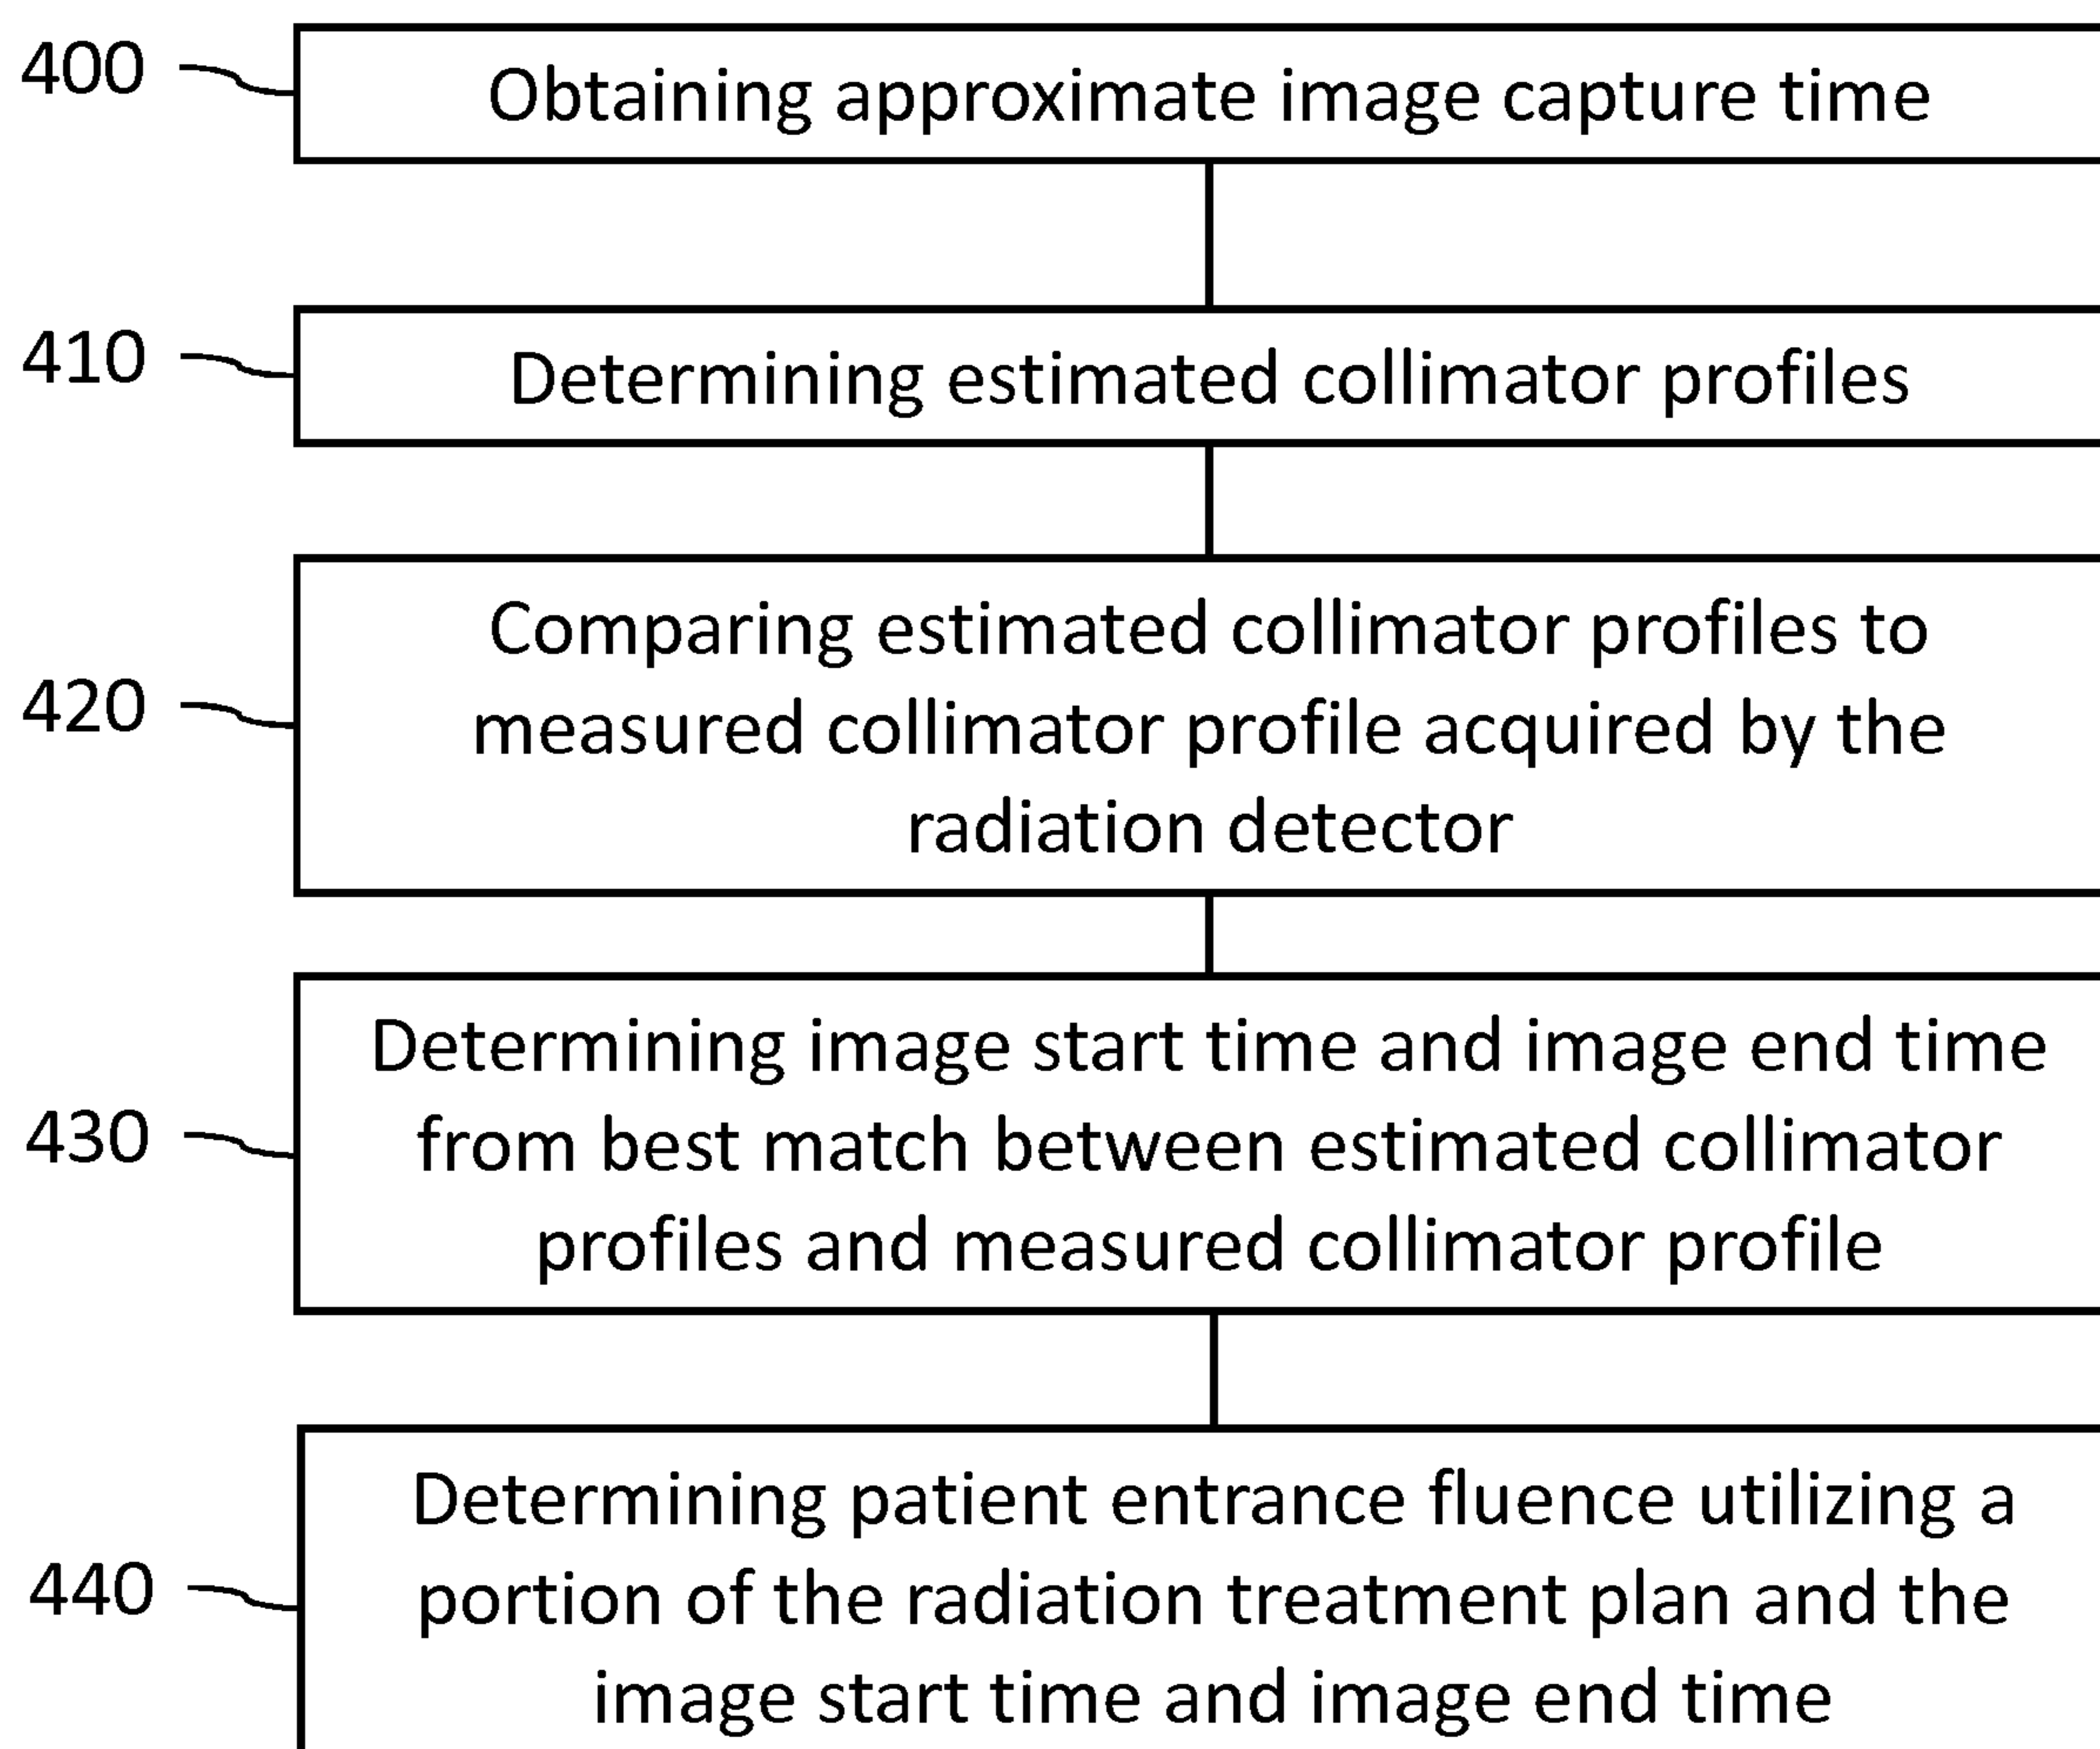 400
Obtaining approximate image capture time
410
Determining estimated collimator profiles
420
Comparing estimated collimator profiles to
measured collimator profile acquired by the
radiation detector
430
Determining image start time and image end time
from best match between estimated collimator
profiles and measured collimator profile
440
Determining patient entrance fluence utilizing a
portion of the radiation treatment plan and the
image start time and image end time